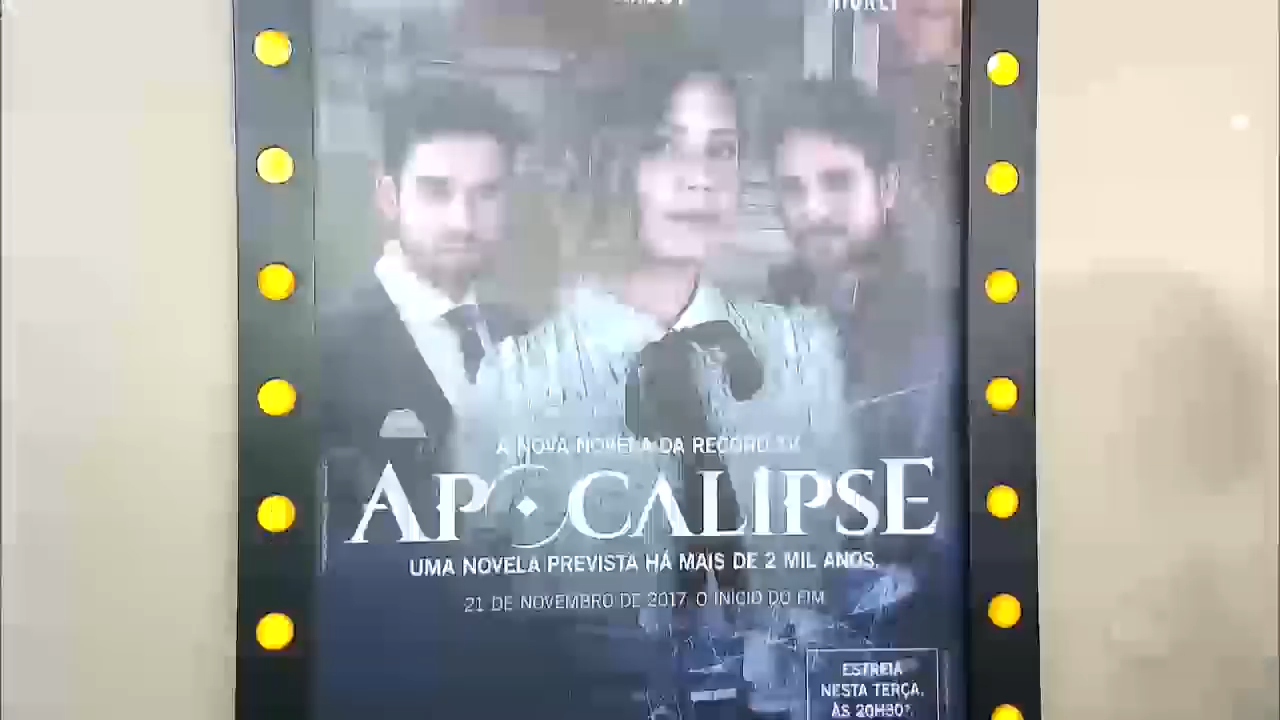 A NOVA NOVELA DA RECORD TV
APOCALIPSE
UMA NOVELA PREVISTA HÁ MAIS DE 2 MIL ANOS.
21 DE NOVEMBRO DE 2017. O INÍCIO DO FIM
ESTREIA
NESTA TERÇA,
ÀS 20H30*.